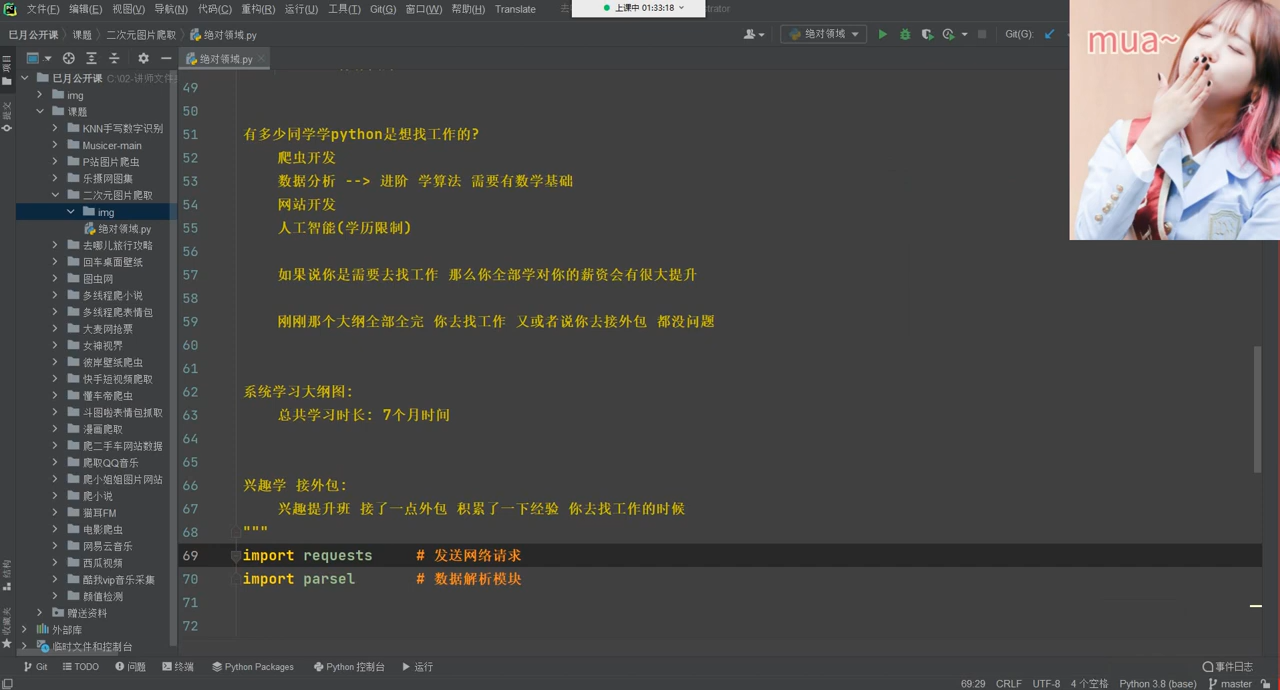 文件(F) 编辑(E) 视图(V) 导航(N) 代码(C) 重构(R) 运行(U) 工具(T) Git(G) 窗口(W) 帮助(H) Translate
上课中 01:33:18
巳月公开课 课题 二次元图片爬取 绝对领域.py
绝对领域
Git(G):
mua~
项目
绝对领域.py
巳月公开课 C:\02-讲师文件
img
课题
KNN手写数字识别
Musicer-main
P站图片爬虫
乐摄网图集
二次元图片爬取
img
绝对领域.py
去哪儿旅行攻略
回车桌面壁纸
图虫网
多线程爬小说
多线程爬表情包
大麦网抢票
女神视界
彼岸壁纸爬虫
快手短视频爬取
懂车帝爬虫
斗图啦表情包抓取
漫画爬取
爬二手车网站数据
爬取QQ音乐
爬小姐姐图片网站
爬小说
猫耳FM
电影爬虫
网易云音乐
西瓜视频
酷我vip音乐采集
颜值检测
赠送资料
外部库
临时文件和控制台
提交
结构
收藏夹
49
50
51 有多少同学学python是想找工作的?
52 爬虫开发
53 数据分析 --> 进阶 学算法 需要有数学基础
54 网站开发
55 人工智能(学历限制)
56
57 如果说你是需要去找工作 那么你全部学对你的薪资会有很大提升
58
59 刚刚那个大纲全部全完 你去找工作 又或者说你去接外包 都没问题
60
61
62 系统学习大纲图:
63 总共学习时长: 7个月时间
64
65
66 兴趣学 接外包:
67 兴趣提升班 接了一点外包 积累了一下经验 你去找工作的时候
68 """
69 import requests # 发送网络请求
70 import parsel # 数据解析模块
71
72
Git TODO 问题 终端 Python Packages Python 控制台 运行 事件日志
69:29 CRLF UTF-8 4 个空格 Python 3.8 (base) master